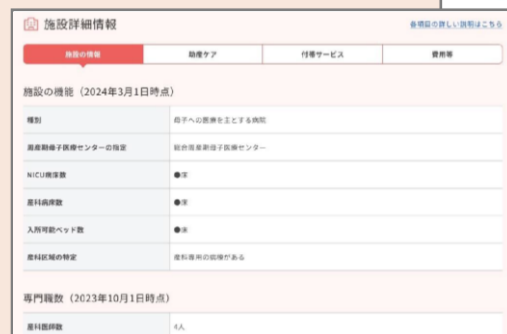 施設詳細情報
各項目の詳しい説明はこちら
施設の情報 助産ケア 付帯サービス 費用等
施設の機能（2024年3月1日時点）
種別 母子への医療を主とする病院
周産期母子医療センターの指定 総合周産期母子医療センター
NICU病床数 ●床
産科病床数 ●床
入所可能ベッド数 ●床
産科区域の特定 産科専用の病棟がある
専門職数（2023年10月1日時点）
産科医師数 4人